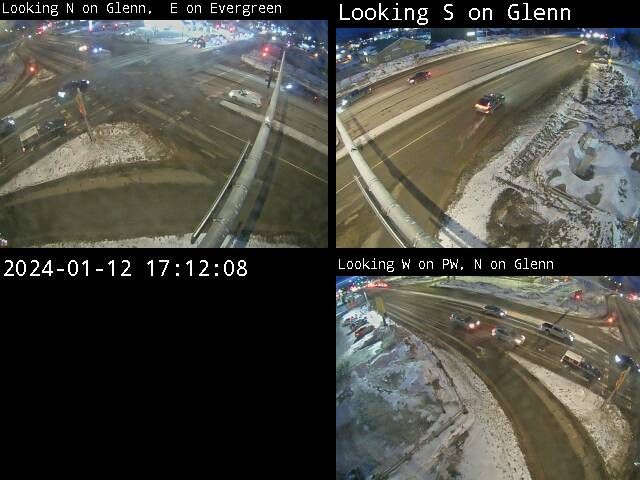 Looking N on Glenn,  E on Evergreen
Looking S on Glenn
2024-01-12 17:12:08
Looking W on PW, N on Glenn